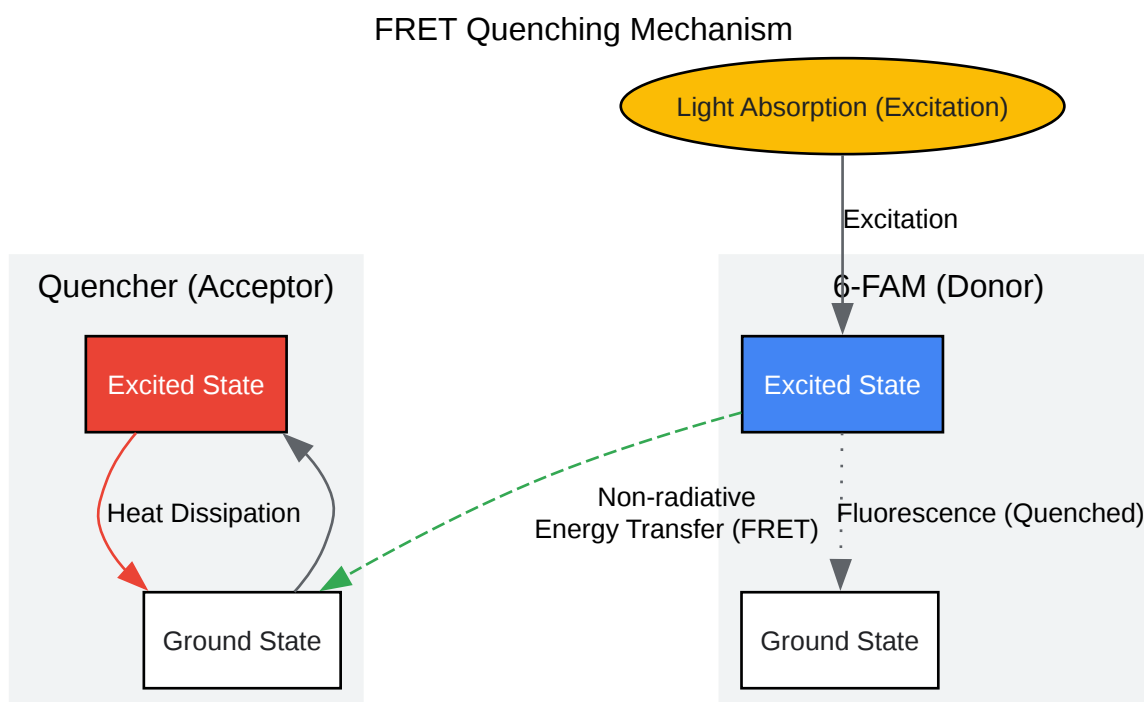 FRET Quenching Mechanism
Light Absorption (Excitation)
Excitation
Quencher (Acceptor)
6-FAM (Donor)
Excited State
Excited State
Heat Dissipation
Non-radiative
Energy Transfer (FRET)
Fluorescence (Quenched)
Ground State
Ground State